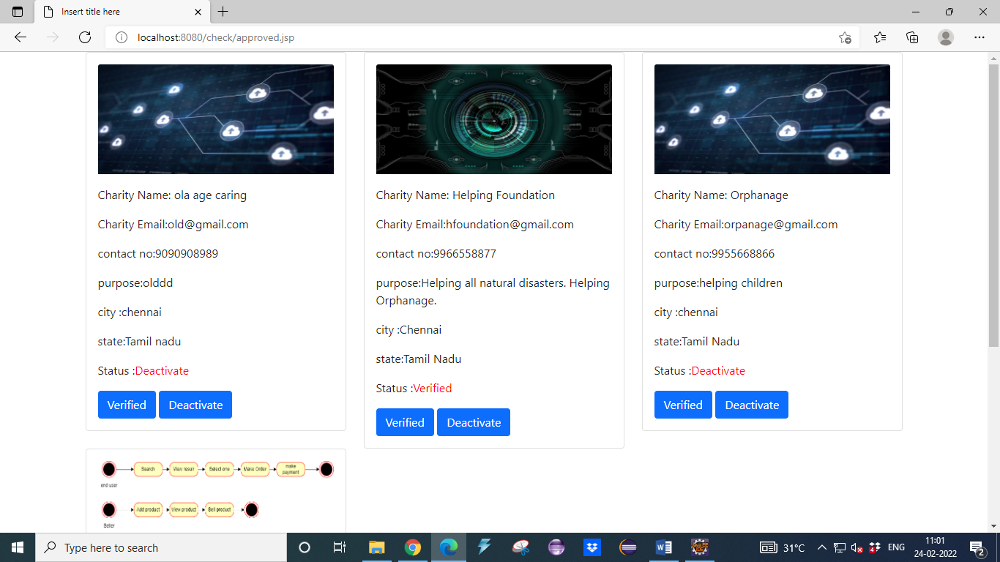 Insert title here
localhost:8080/check/approved.jsp
Charity Name: ola age caring
Charity Email:old@gmail.com
contact no:9090908989
purpose:olddd
city :chennai
state:Tamil nadu
Status :Deactivate
Verified Deactivate
Charity Name: Helping Foundation
Charity Email:hfoundation@gmail.com
contact no:9966558877
purpose:Helping all natural disasters. Helping
Orphanage.
city :Chennai
state:Tamil Nadu
Status :Verified
Verified Deactivate
Charity Name: Orphanage
Charity Email:orpanage@gmail.com
contact no:9955668866
purpose:helping children
city :chennai
state:Tamil Nadu
Status :Deactivate
Verified Deactivate
Search View result Select one Make Order make
payment
end user
Add product View product Sell product
Seller
Type here to search
31°C ENG 11:01
24-02-2022
2